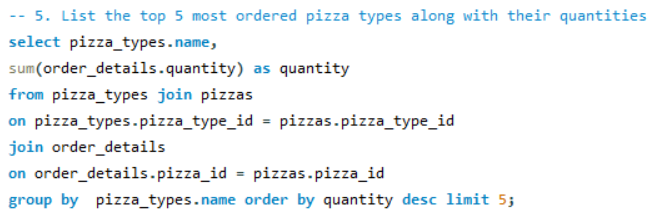 -- 5. List the top 5 most ordered pizza types along with their quantities
select pizza_types.name,
sum(order_details.quantity) as quantity
from pizza_types join pizzas
on pizza_types.pizza_type_id = pizzas.pizza_type_id
join order_details
on order_details.pizza_id = pizzas.pizza_id
group by  pizza_types.name order by quantity desc limit 5;